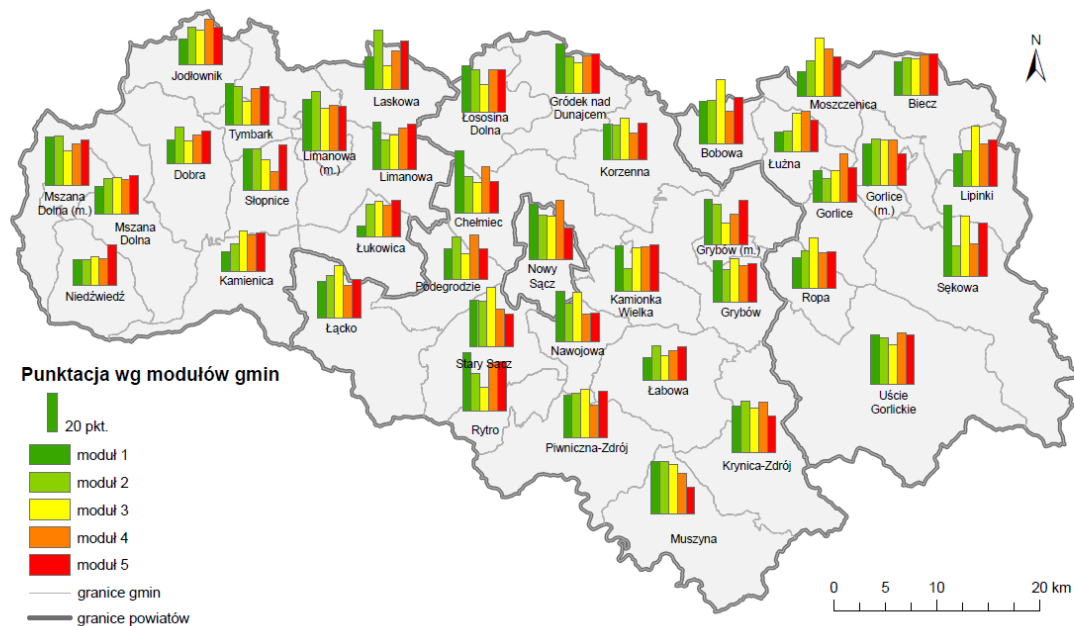 N
Jodłownik
Laskowa
Tymbark
Limanowa
(m.)
Łososina
Dolna
Gródek nad
Dunajcem
Moszczenica
Biecz
Bobowa
Łużna
Korzenna
Dobra
Słopnice
Limanowa
Mszana
Dolna (m.)
Mszana
Dolna
Gorlice
Gorlice
(m.)
Lipinki
Chełmiec
Łukowica
Grybów (m.)
Nowy
Sącz
Podegrodzie
Kamienica
Niedźwiedź
Kamionka
Wielka
Grybów
Ropa
Sękowa
Łącko
Stary Sącz
Nawojowa
Łabowa
Uście
Gorlickie
Rytro
Piwniczna-Zdrój
Krynica-Zdrój
Muszyna
Punktacja wg modułów gmin
20 pkt.
moduł 1
moduł 2
moduł 3
moduł 4
moduł 5
granice gmin
granice powiatów
0 5 10 20 km